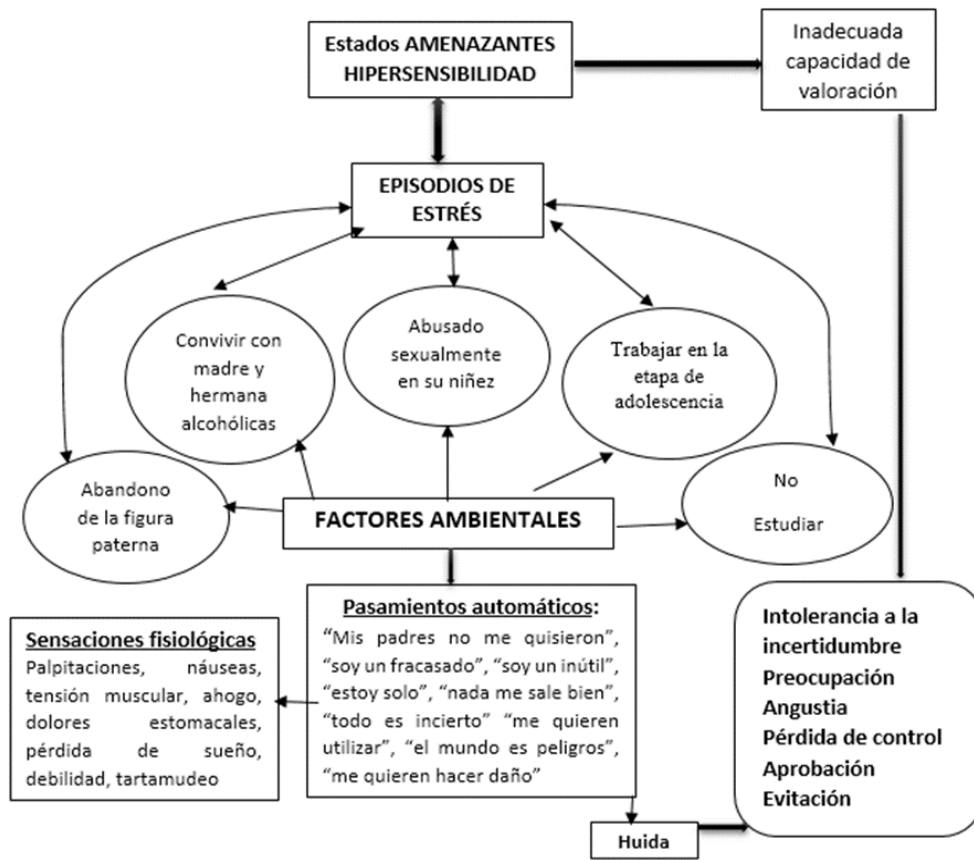 Estados AMENAZANTES
HIPERSENSIBILIDAD
Inadecuada
capacidad de
valoración
EPISODIOS DE
ESTRÉS
Convivir con
madre y
hermana
alcohólicas
Abusado
sexualmente
en su niñez
Trabajar en la
etapa de
adolescencia
Abandono
de la figura
paterna
FACTORES AMBIENTALES
No
Estudiar
Sensaciones fisiológicas
Palpitaciones, náuseas,
tensión muscular, ahogo,
dolores estomacales,
pérdida de sueño,
debilidad, tartamudeo
Pasamientos automáticos:
“Mis padres no me quisieron”,
“soy un fracasado”, “soy un inútil”,
“estoy solo”, “nada me sale bien”,
“todo es incierto” “me quieren
utilizar”, “el mundo es peligros”,
“me quieren hacer daño”
Intolerancia a la
incertidumbre
Preocupación
Angustia
Pérdida de control
Aprobación
Evitación
Huida